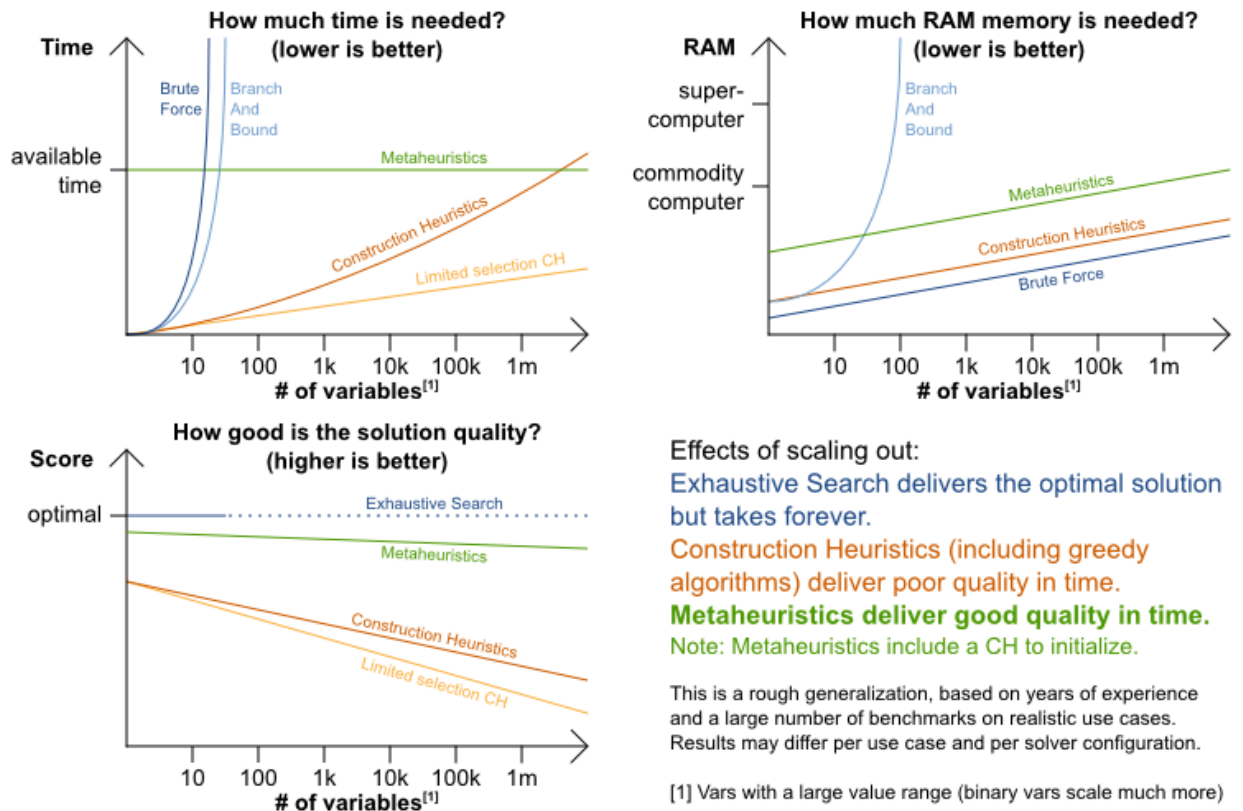 How much time is needed?
(lower is better)
Time
Brute
Force
Branch
And
Bound
available
time
Metaheuristics
Construction Heuristics
Limited selection CH
10 100 1k 10k 100k 1m
# of variables[1]
How much RAM memory is needed?
(lower is better)
RAM
super-
computer
Branch
And
Bound
commodity
computer
Metaheuristics
Construction Heuristics
Brute Force
10 100 1k 10k 100k 1m
# of variables[1]
How good is the solution quality?
(higher is better)
Score
optimal
Exhaustive Search
Metaheuristics
Construction Heuristics
Limited selection CH
10 100 1k 10k 100k 1m
# of variables[1]
Effects of scaling out:
Exhaustive Search delivers the optimal solution
but takes forever.
Construction Heuristics (including greedy
algorithms) deliver poor quality in time.
Metaheuristics deliver good quality in time.
Note: Metaheuristics include a CH to initialize.
This is a rough generalization, based on years of experience
and a large number of benchmarks on realistic use cases.
Results may differ per use case and per solver configuration.
[1] Vars with a large value range (binary vars scale much more)